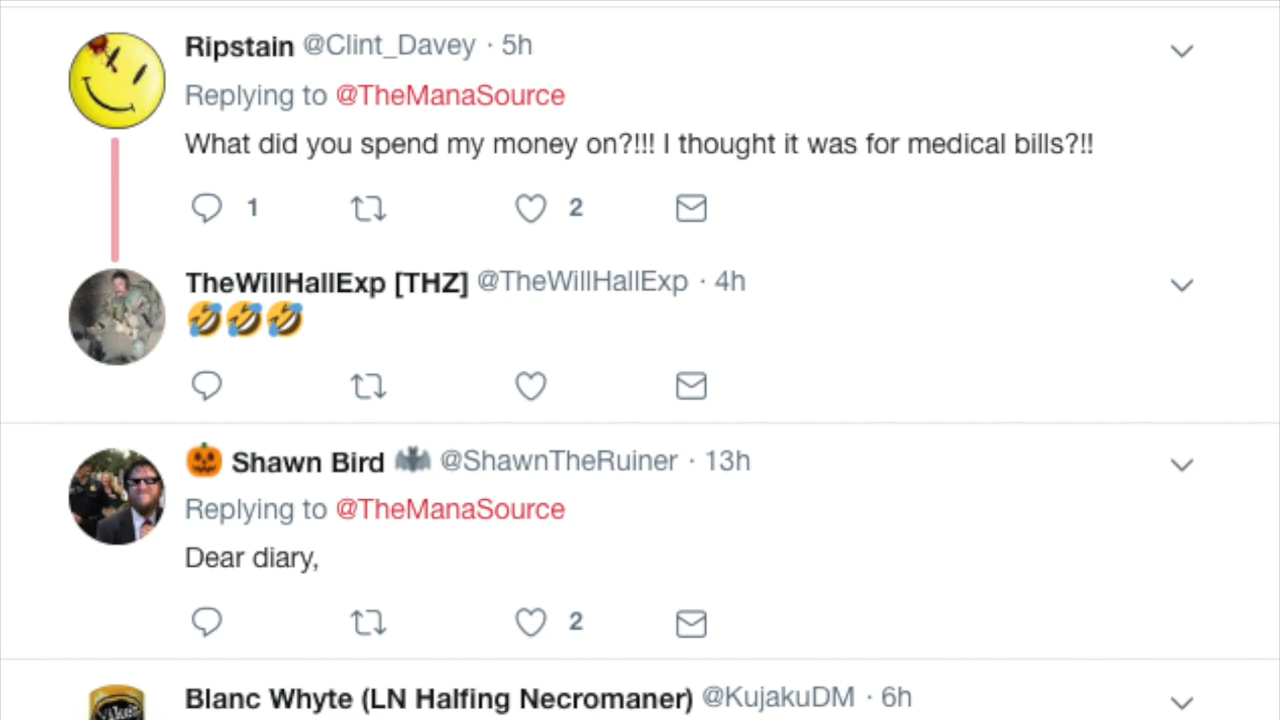 Ripstain @Clint_Davey · 5h
Replying to @TheManaSource
What did you spend my money on?!!! I thought it was for medical bills?!!
1 2
TheWillHallExp [THZ] @TheWillHallExp · 4h
🤣🤣🤣
🎃 Shawn Bird 🦇 @ShawnTheRuiner · 13h
Replying to @TheManaSource
Dear diary,
2
Blanc Whyte (LN Halfing Necromaner) @KujakuDM · 6h